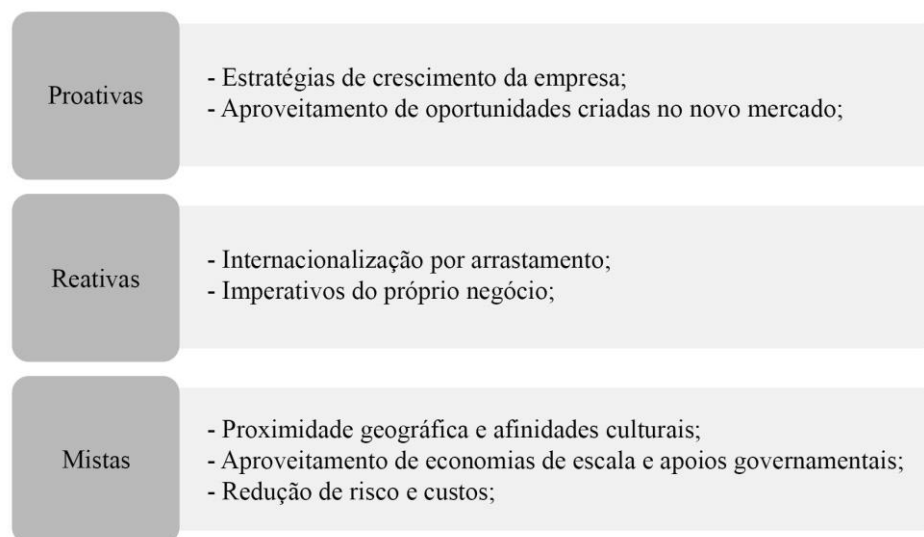 Proativas
- Estratégias de crescimento da empresa;
- Aproveitamento de oportunidades criadas no novo mercado;
Reativas
- Internacionalização por arrastamento;
- Imperativos do próprio negócio;
Mistas
- Proximidade geográfica e afinidades culturais;
- Aproveitamento de economias de escala e apoios governamentais;
- Redução de risco e custos;